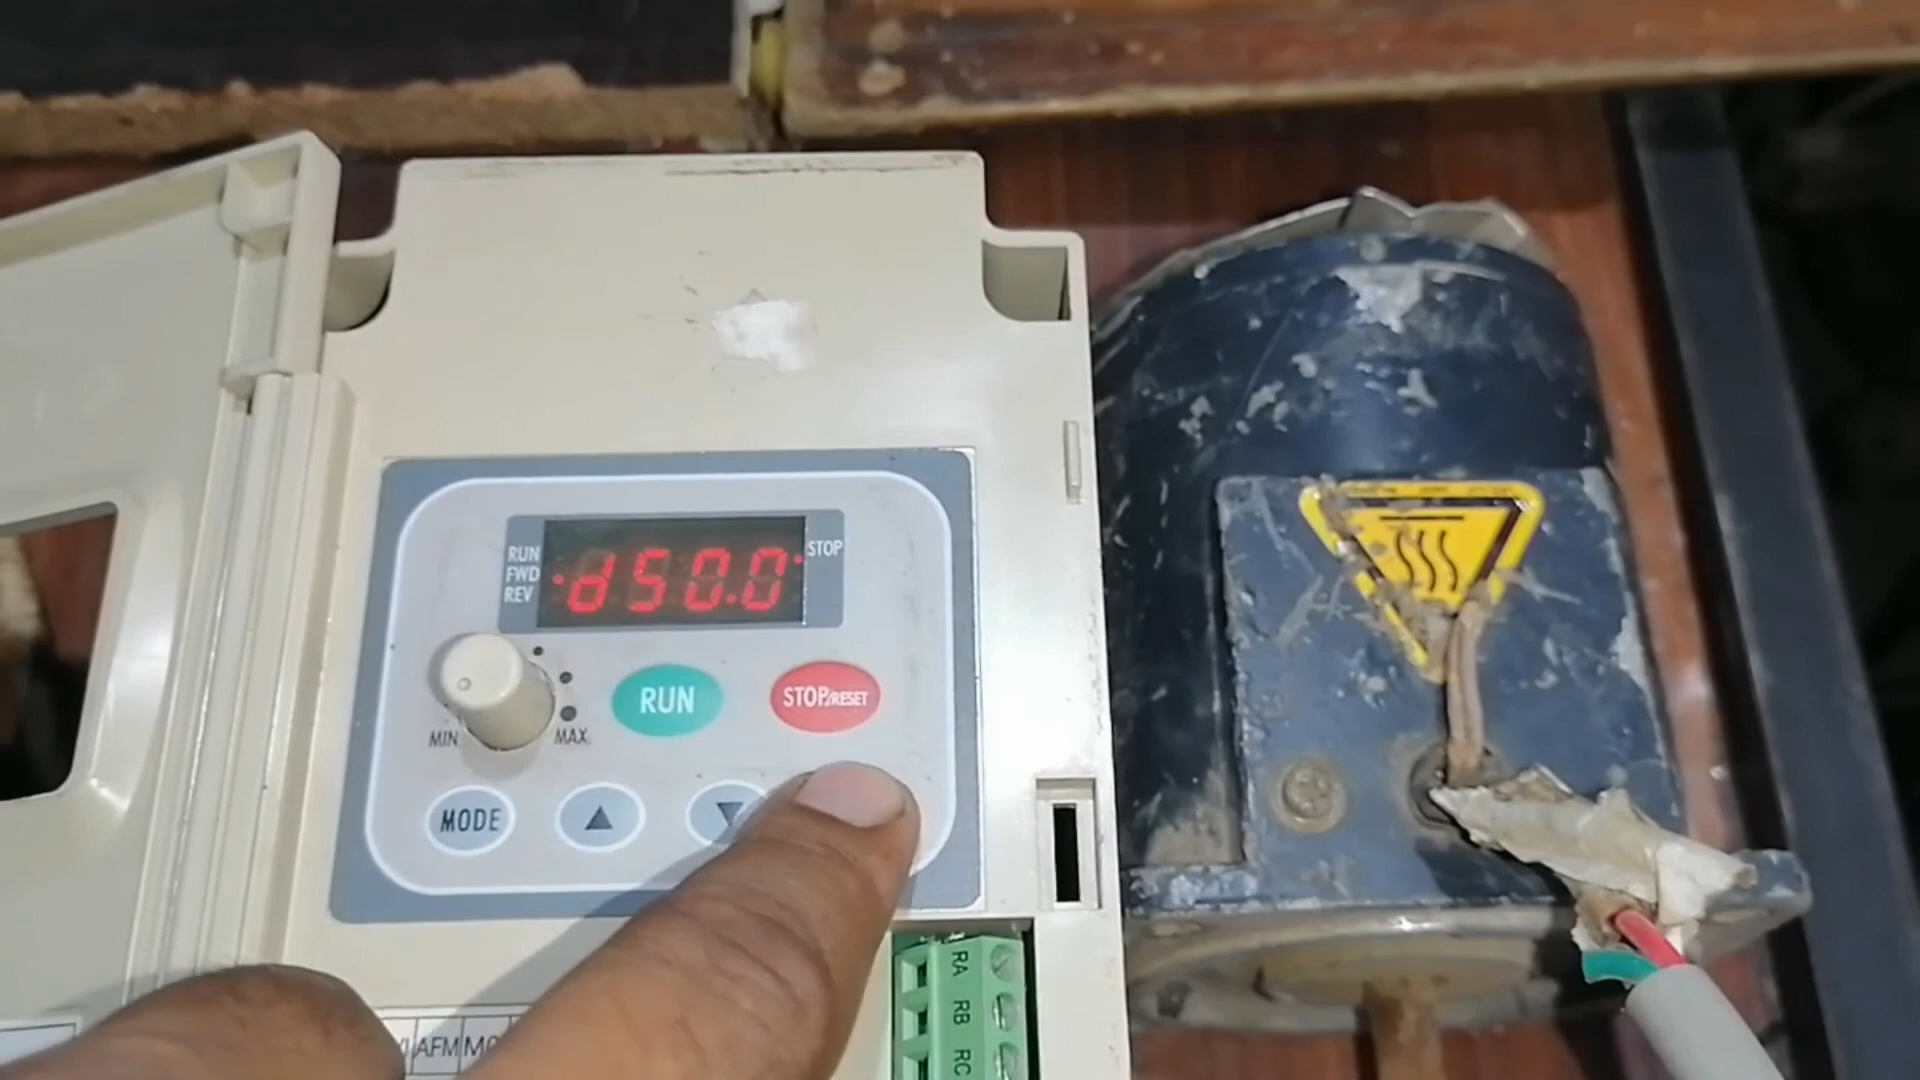 RUN
FWD
REV
d50.0
STOP
MIN
MAX
RUN
STOP/RESET
MODE
RA
RB
RC
AFM